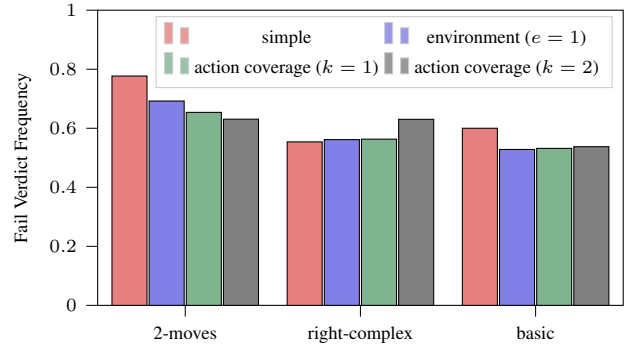 1
0.8
0.6
0.4
0.2
0
Fail Verdict Frequency
simple
environment (e = 1)
action coverage (k = 1)
action coverage (k = 2)
2-moves
right-complex
basic